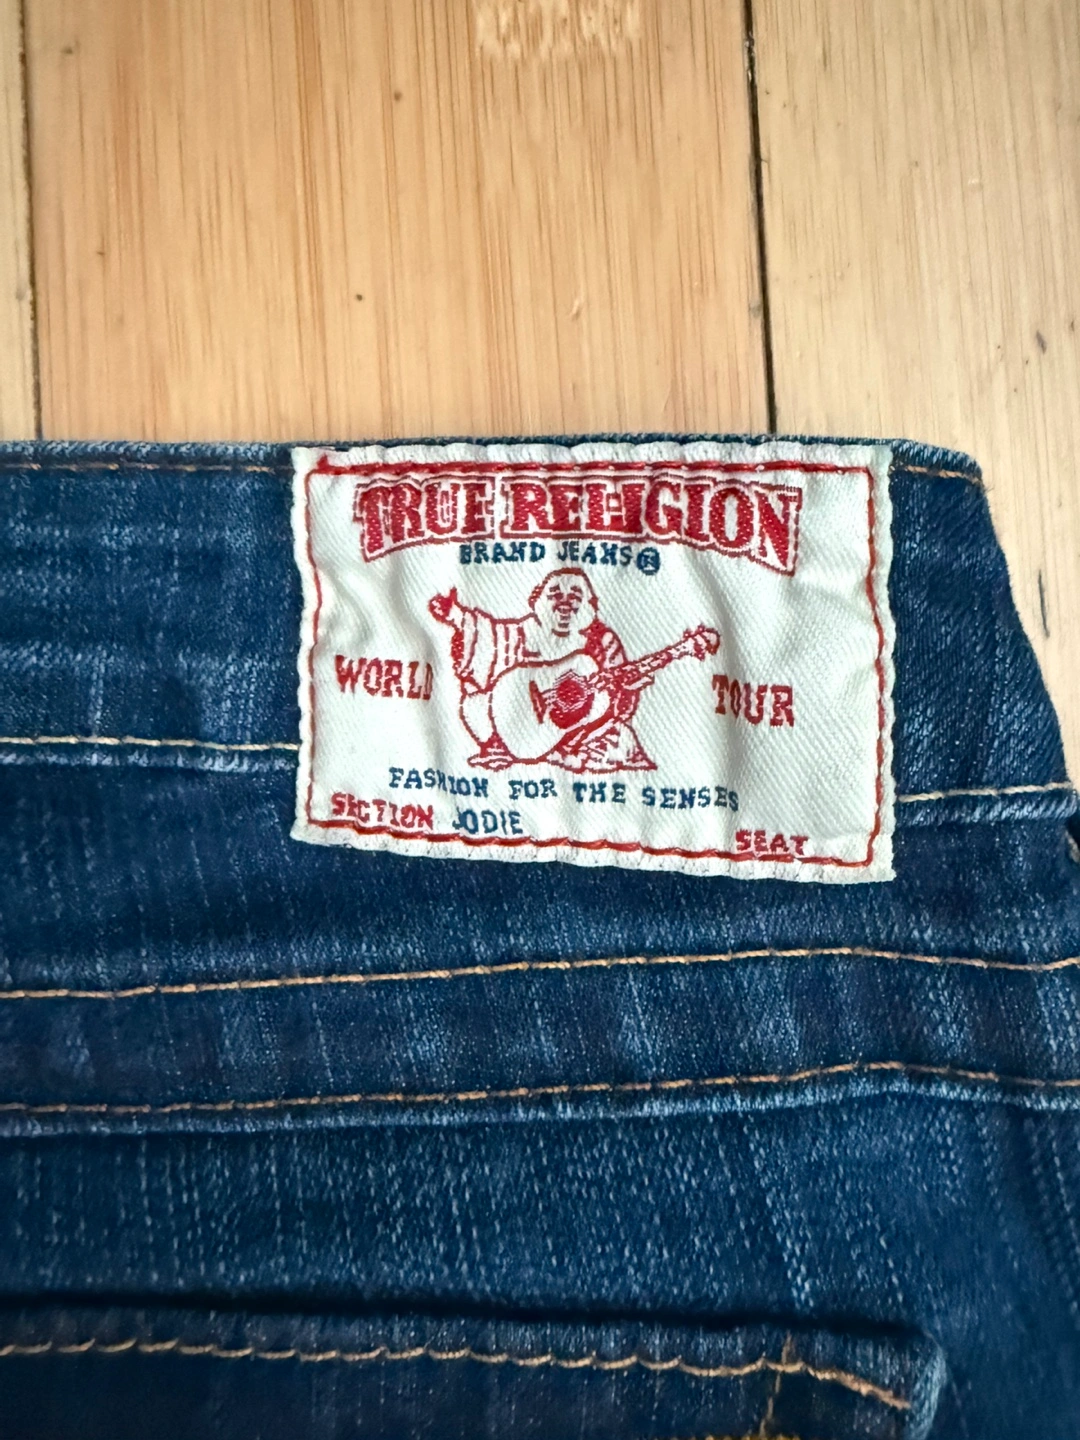 TRUE RELIGION
BRAND JEANS®
WORLD TOUR
FASHION FOR THE SENSES
SECTION JODIE SEAT